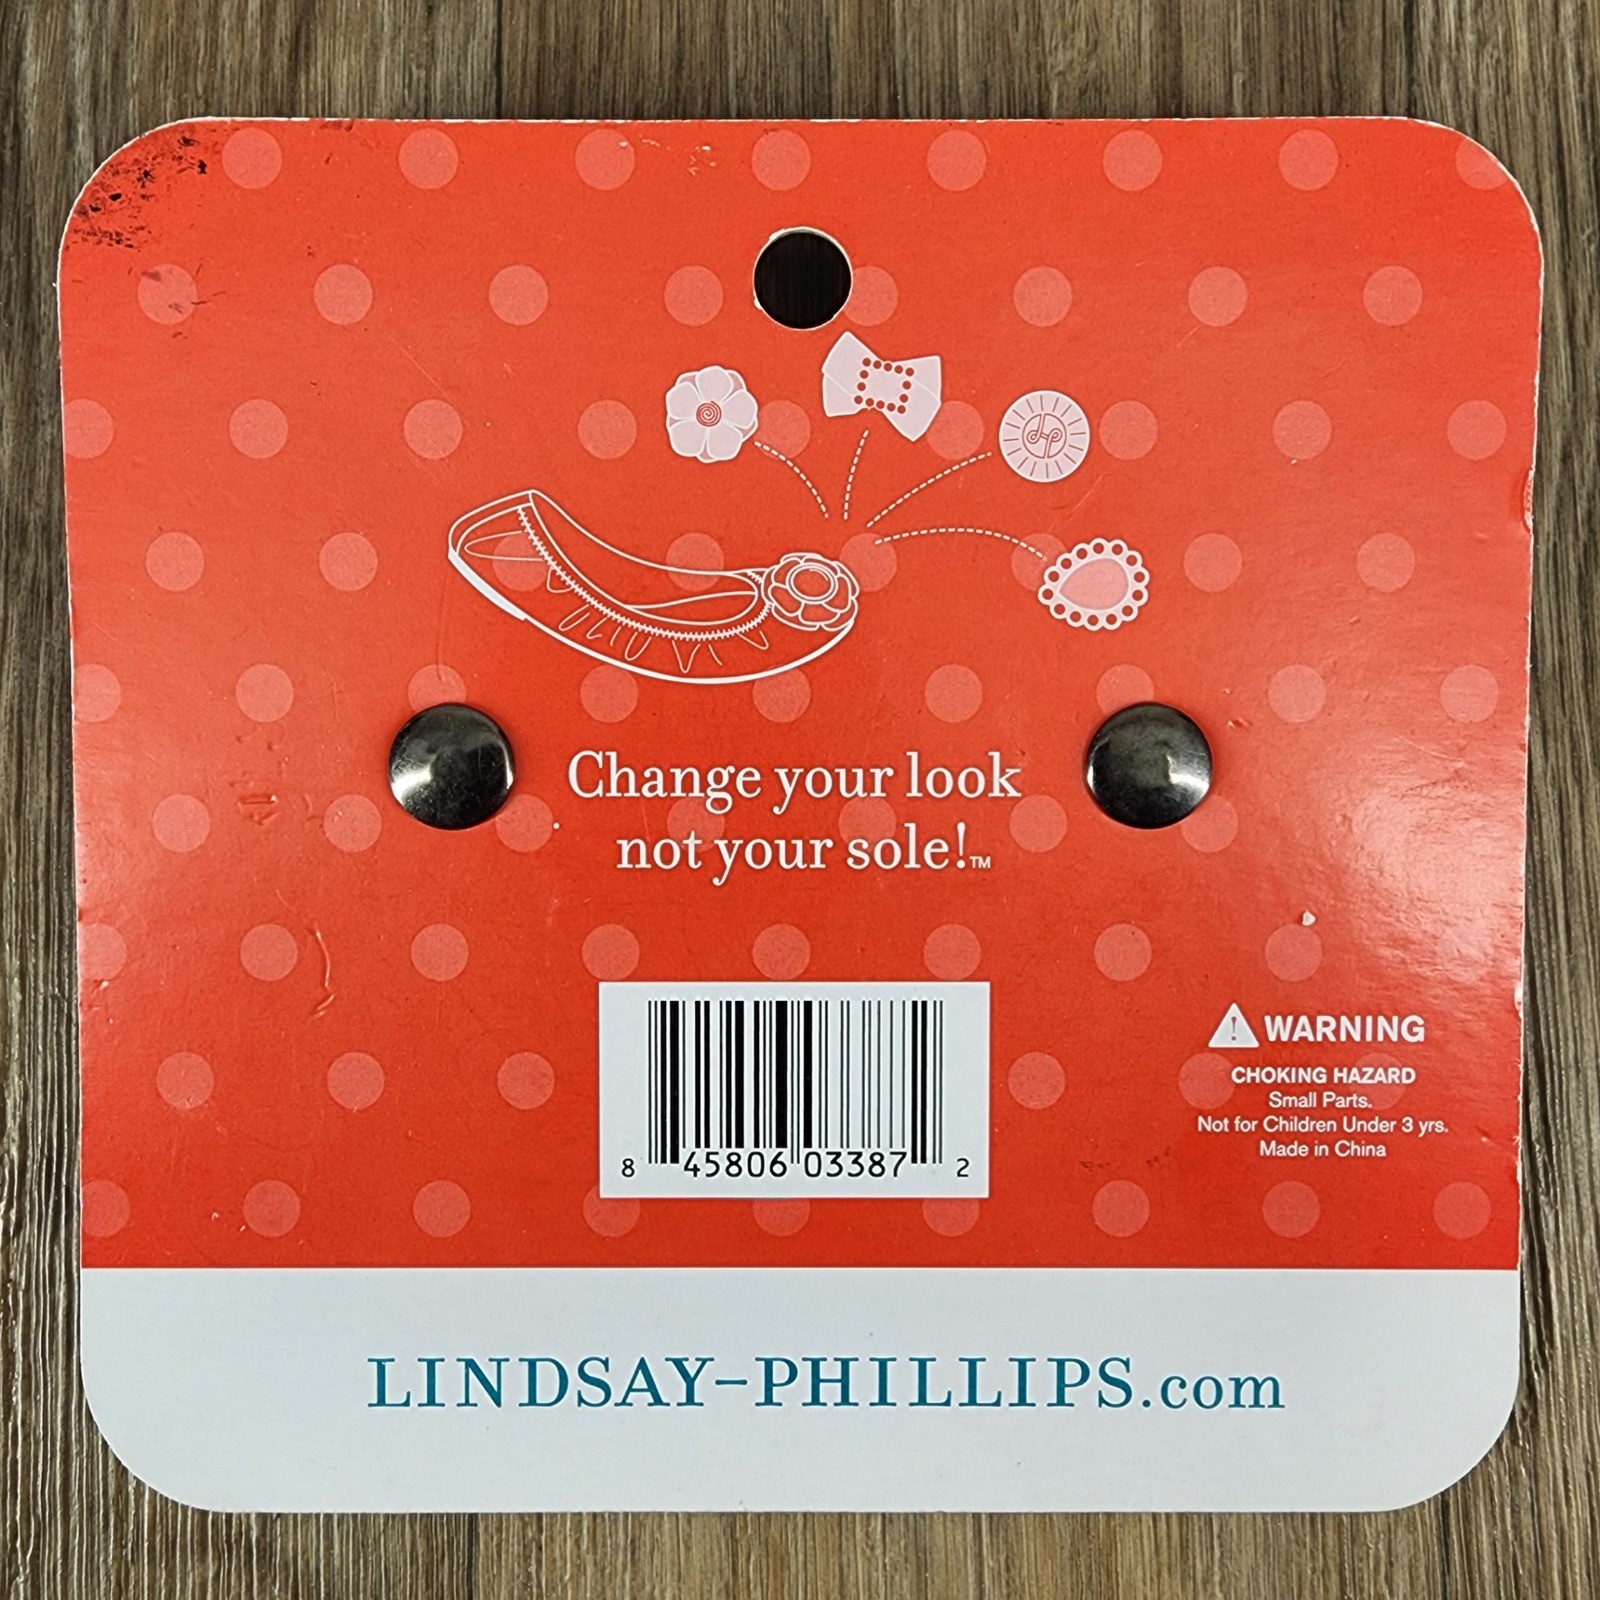 Change your look
not your sole!™
8 45806 03387 2
⚠ WARNING
CHOKING HAZARD
Small Parts.
Not for Children Under 3 yrs.
Made in China
LINDSAY-PHILLIPS.com